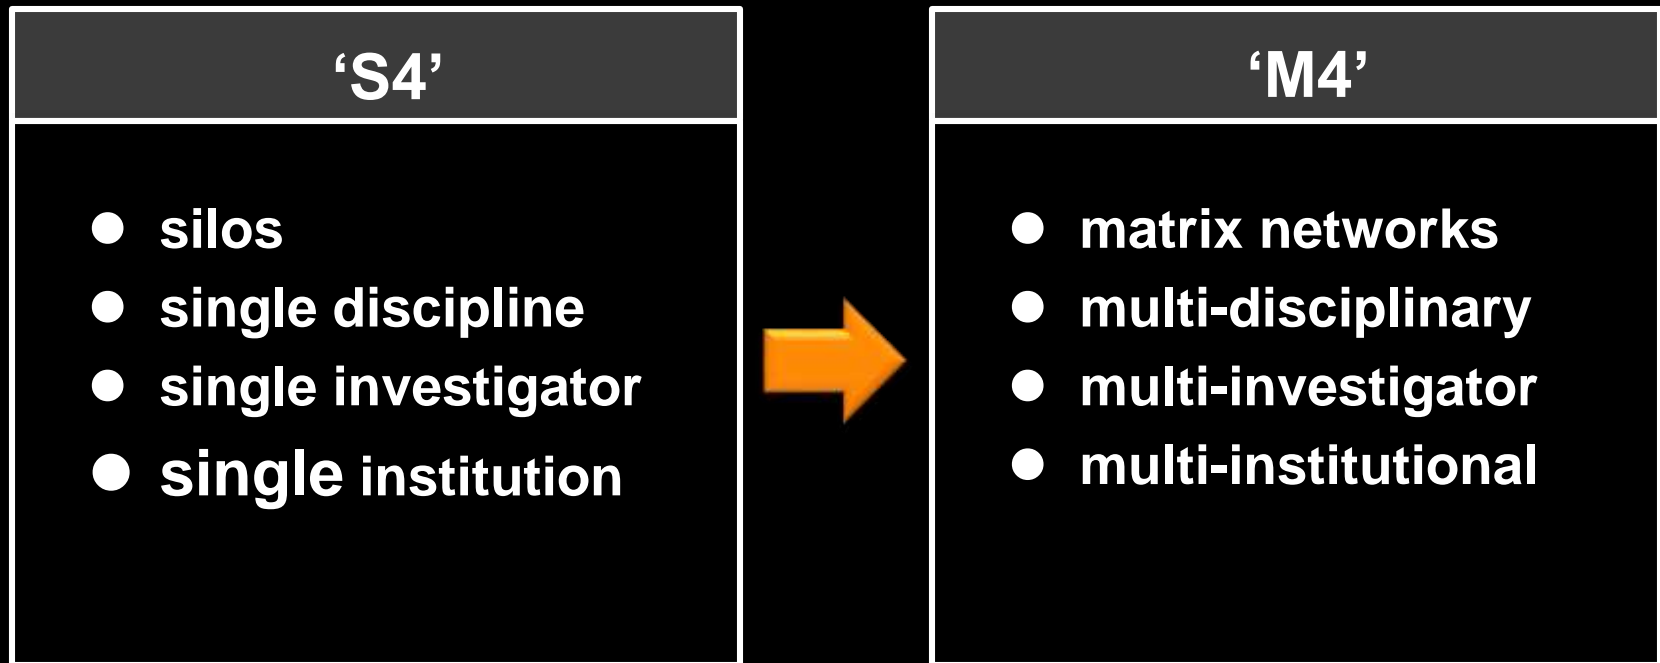 ‘S4’
● silos
● single discipline
● single investigator
● single institution
‘M4’
● matrix networks
● multi-disciplinary
● multi-investigator
● multi-institutional